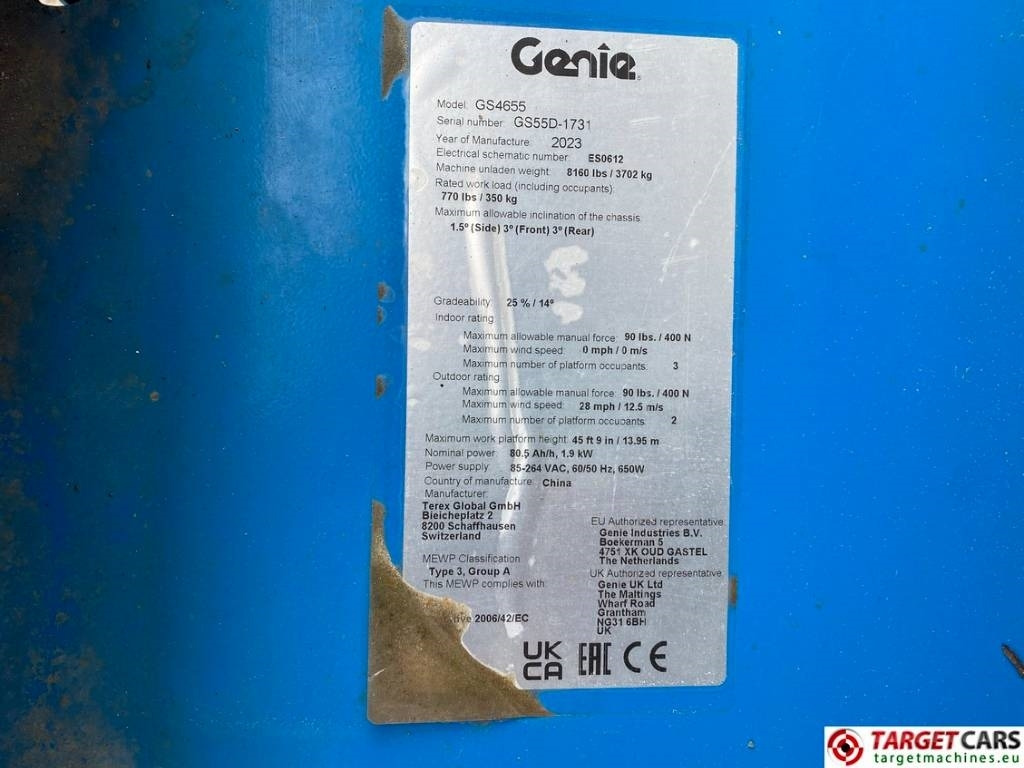 Genie®
Model: GS4655
Serial number: GS55D-1731
Year of Manufacture: 2023
Electrical schematic number: ES0612
Machine unladen weight: 8160 lbs / 3702 kg
Rated work load (including occupants):
770 lbs / 350 kg
Maximum allowable inclination of the chassis:
1.5º (Side) 3º (Front) 3º (Rear)
Gradeability: 25 % / 14º
Indoor rating:
Maximum allowable manual force: 90 lbs. / 400 N
Maximum wind speed: 0 mph / 0 m/s
Maximum number of platform occupants: 3
Outdoor rating:
Maximum allowable manual force: 90 lbs. / 400 N
Maximum wind speed: 28 mph / 12.5 m/s
Maximum number of platform occupants: 2
Maximum work platform height: 45 ft 9 in / 13.95 m
Nominal power: 80.5 Ah/h, 1.9 kW
Power supply: 85-264 VAC, 60/50 Hz, 650W
Country of manufacture: China
Manufacturer:
Terex Global GmbH
Bleicheplatz 2
8200 Schaffhausen
Switzerland
EU Authorized representative:
Genie Industries B.V.
Boekerman 5
4751 XK OUD GASTEL
The Netherlands
MEWP Classification
Type 3, Group A
This MEWP complies with:
2006/42/EC
UK Authorized representative:
Genie UK Ltd
The Maltings
Wharf Road
Grantham
NG31 6BH
UK
UK
CA EAC CE
TARGETCARS
targetmachines.eu